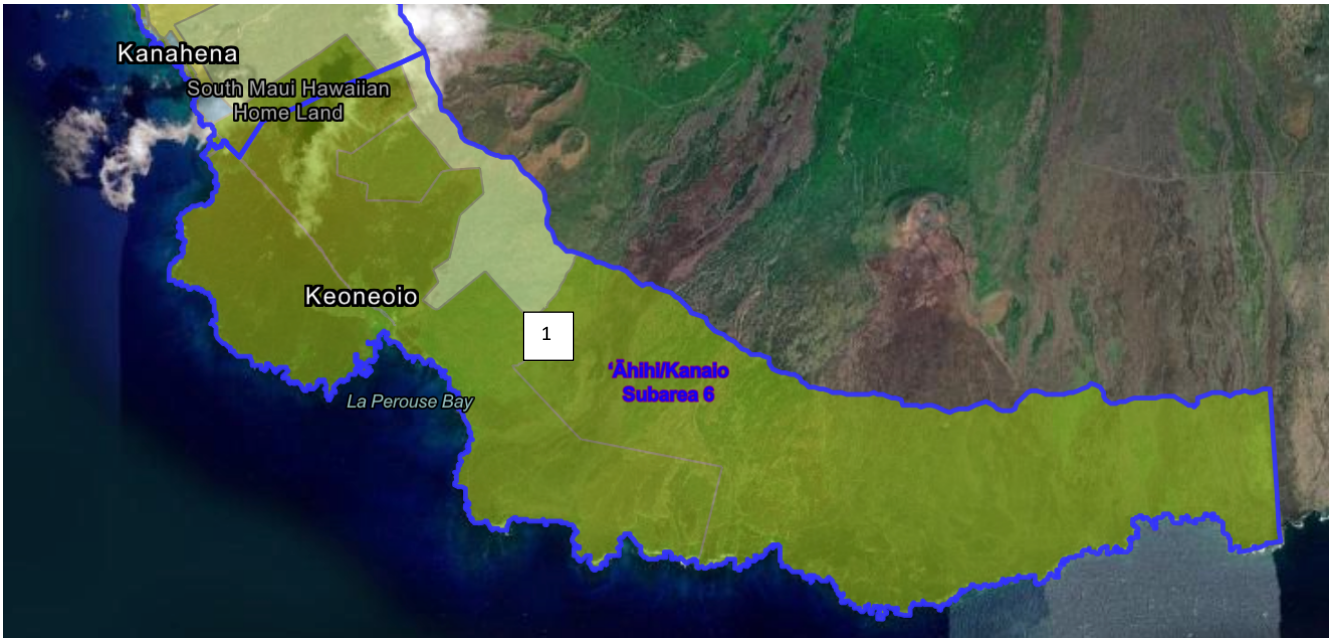 Kanahena
South Maui Hawaiian
Home Land
Keoneoio
1
ʻĀhihi/Kanaio
Subarea 6
La Perouse Bay